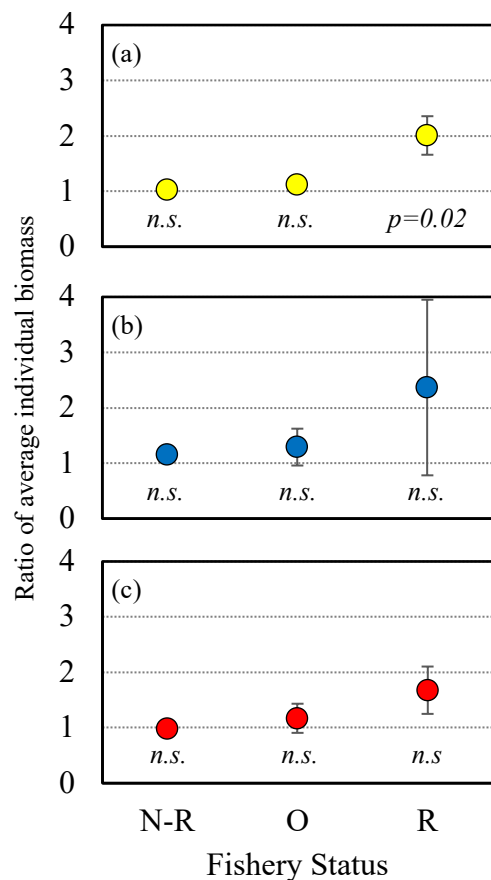 Ratio of average individual biomass
4
(a)
3
2
1
n.s. n.s. p=0.02
0
4
(b)
3
2
1
n.s. n.s. n.s.
0
4
(c)
3
2
1
n.s. n.s. n.s
0
N-R O R
Fishery Status